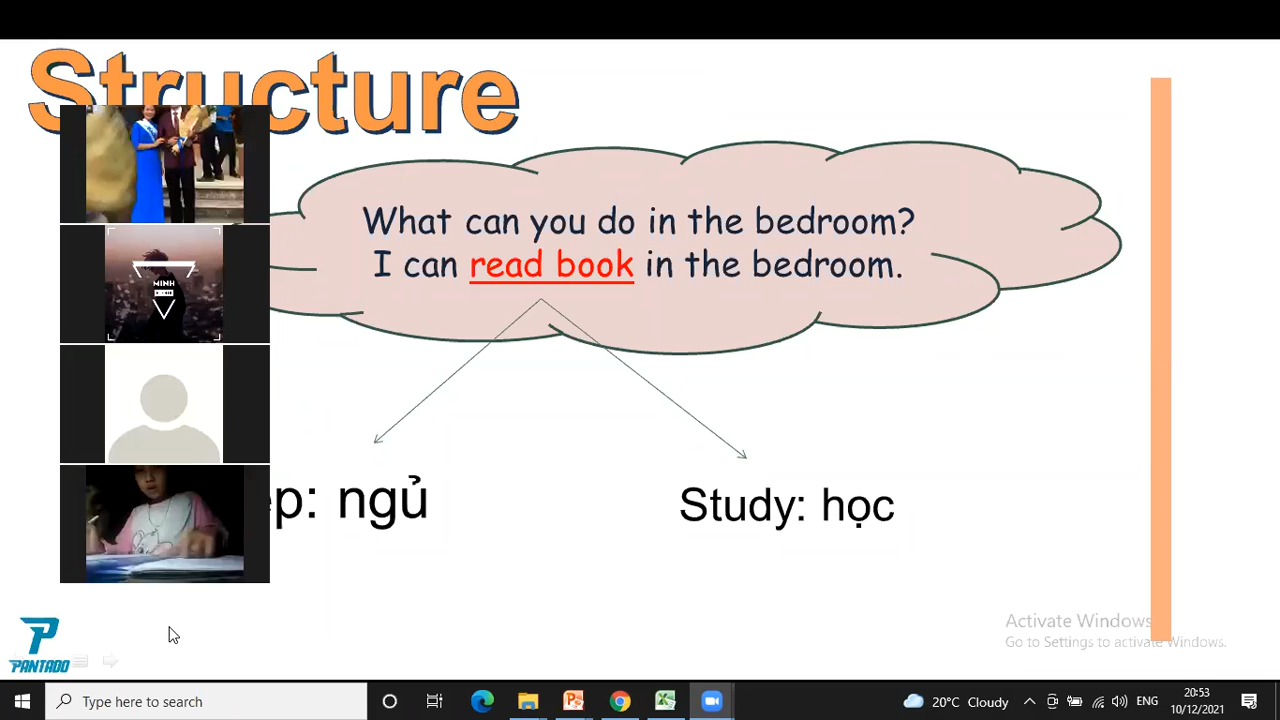 Structure
What can you do in the bedroom?
I can read book in the bedroom.
MINH
ep: ngủ
Study: học
Activate Windows
Go to Settings to activate Windows.
PANTADO
Type here to search
20°C Cloudy
ENG
20:53
10/12/2021